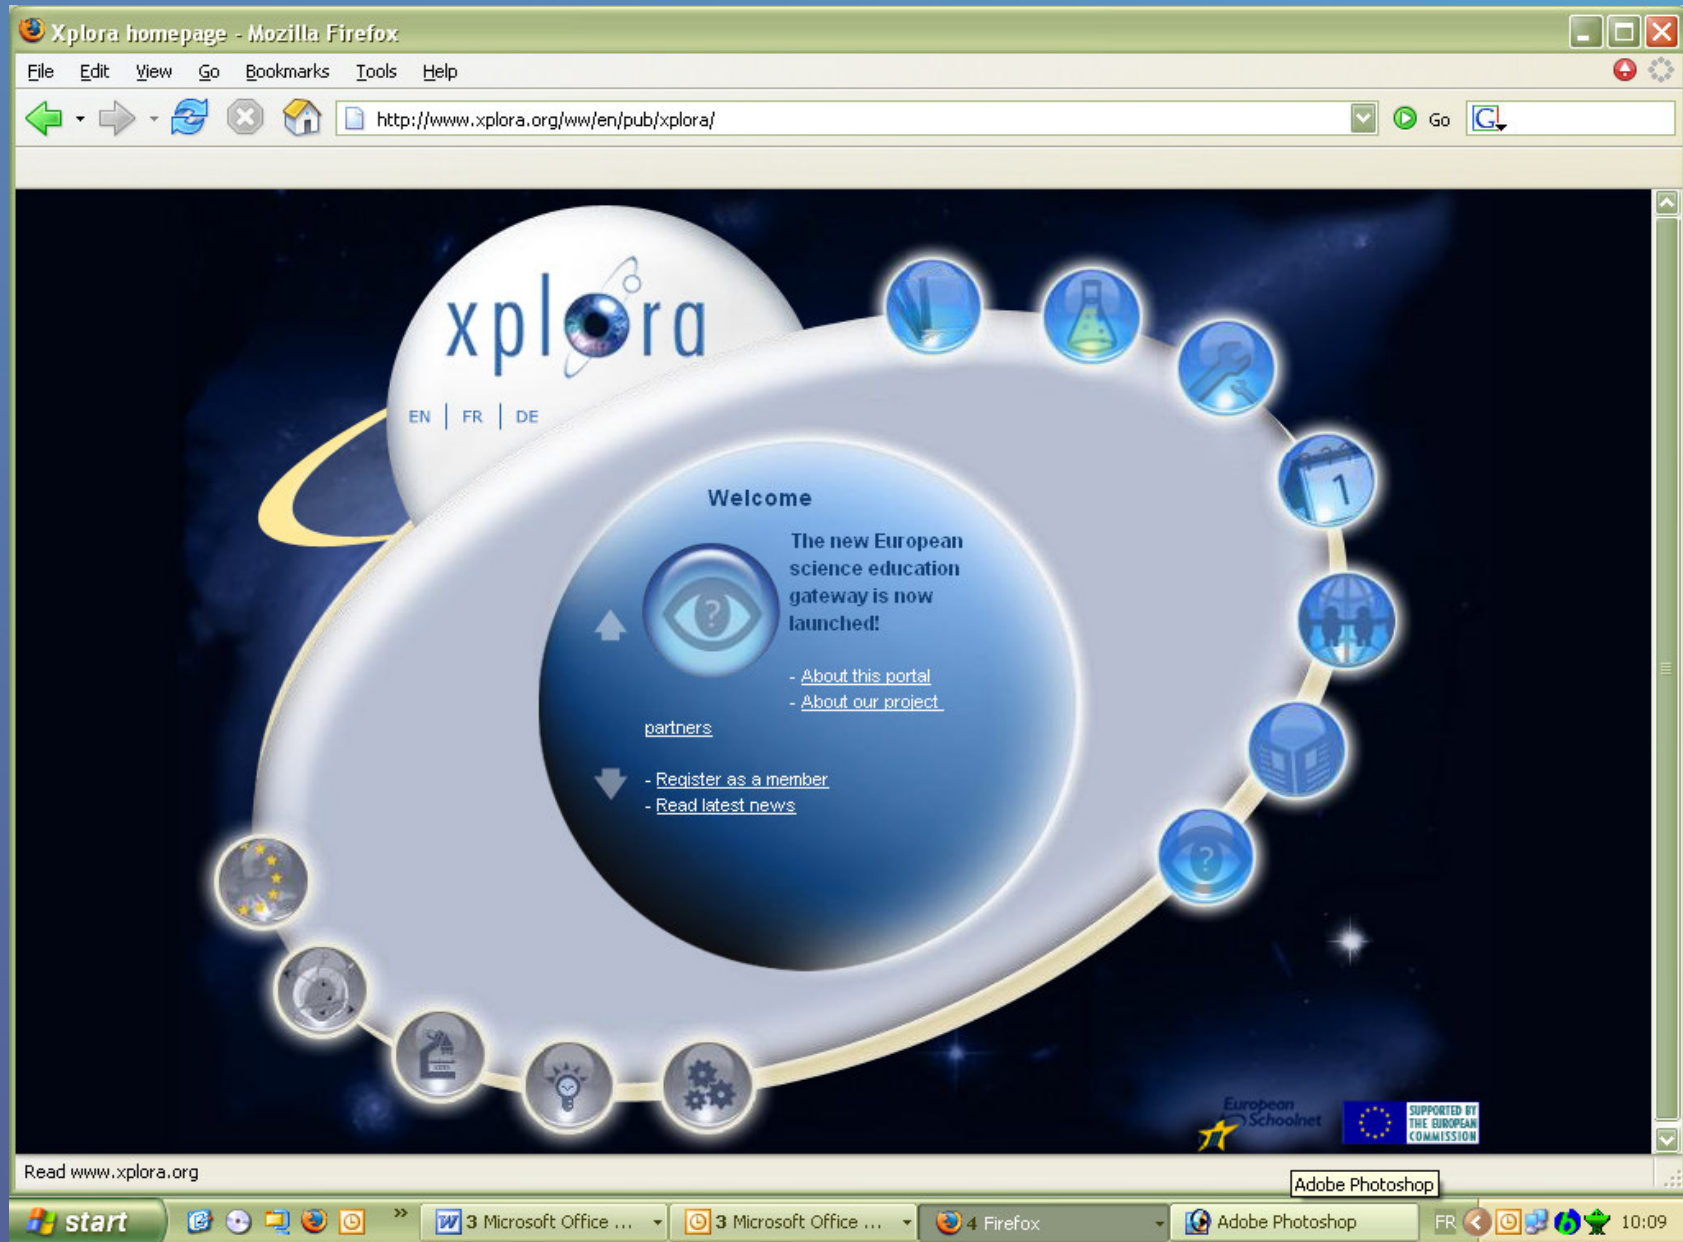 Xplora homepage - Mozilla Firefox
File Edit View Go Bookmarks Tools Help
http://www.xplora.org/ww/en/pub/xplora/
Go
G
xplora
EN | FR | DE
1
Welcome
The new European
science education
gateway is now
launched!
?
- About this portal
- About our project
partners
- Register as a member
- Read latest news
?
European
Schoolnet
SUPPORTED BY
THE EUROPEAN
COMMISSION
Read www.xplora.org
Adobe Photoshop
start
»
3 Microsoft Office ...
3 Microsoft Office ...
4 Firefox
Adobe Photoshop
FR
10:09